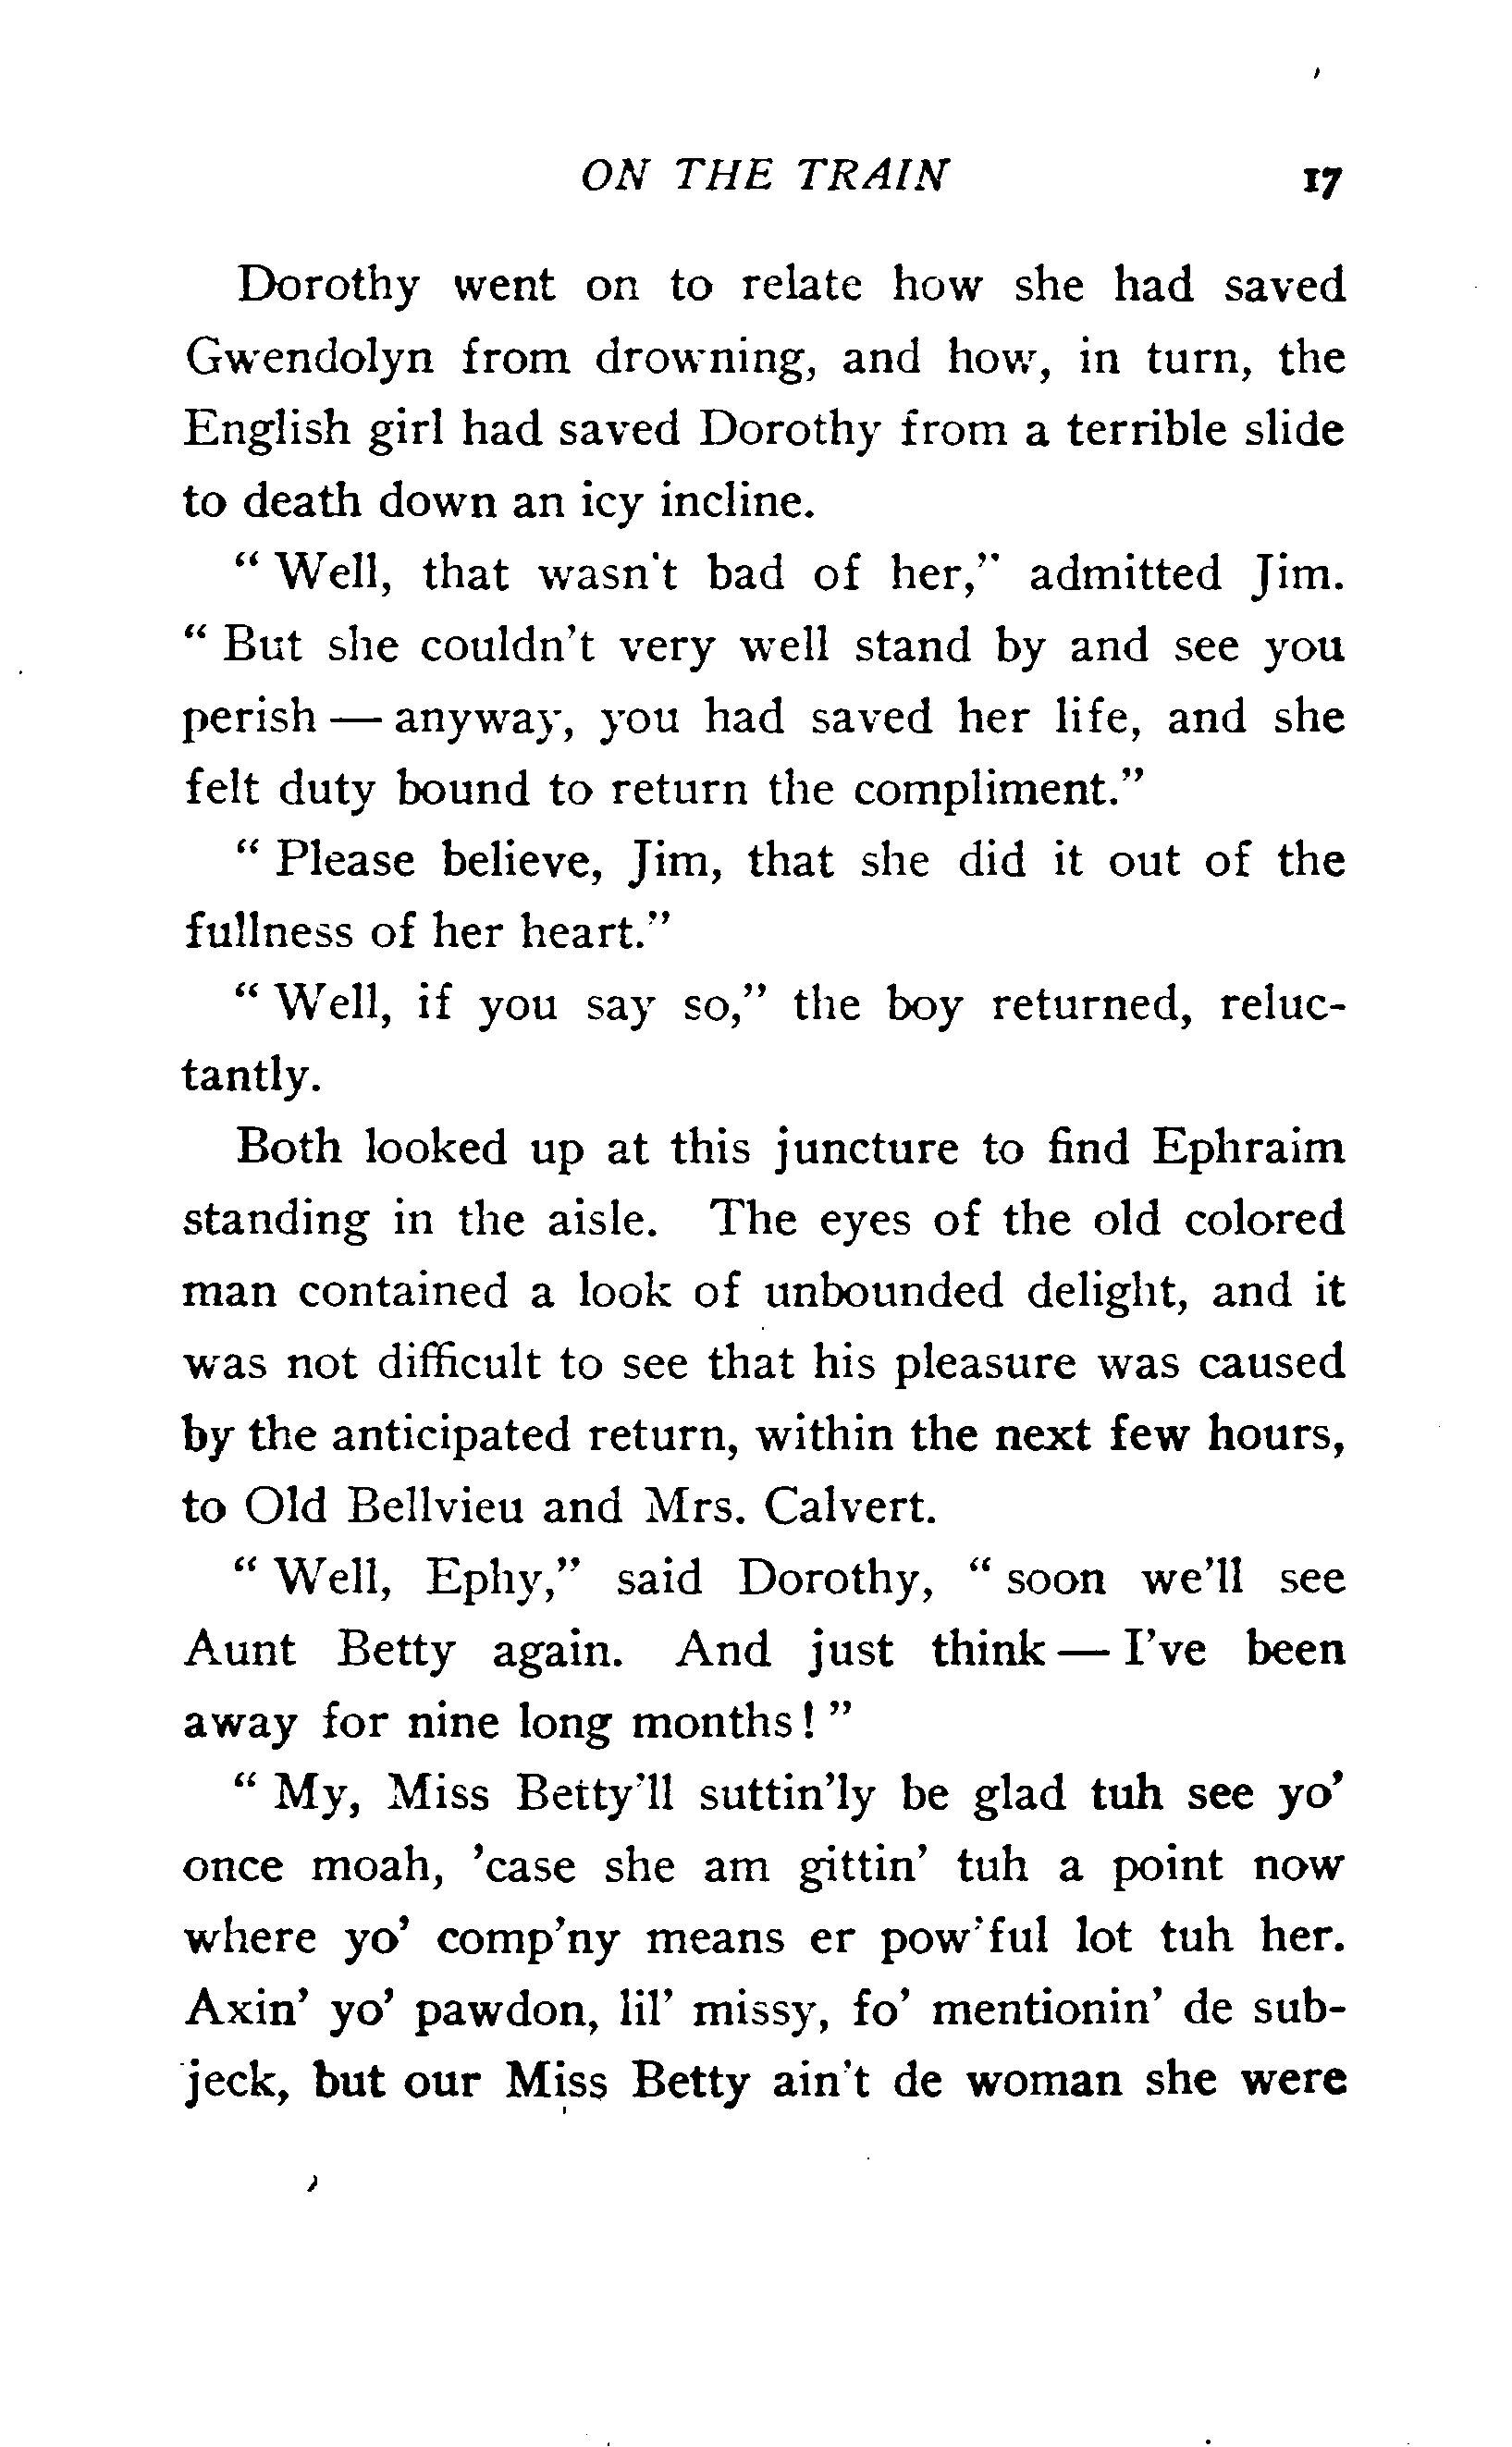 ON THE TRAIN 17
Dorothy went on to relate how she had saved
Gwendolyn from drowning, and how, in turn, the
English girl had saved Dorothy from a terrible slide
to death down an icy incline.
" Well, that wasn't bad of her," admitted Jim.
" But she couldn't very well stand by and see you
perish — anyway, you had saved her life, and she
felt duty bound to return the compliment."
" Please believe, Jim, that she did it out of the
fullness of her heart."
" Well, if you say so," the boy returned, reluc-
tantly.
Both looked up at this juncture to find Ephraim
standing in the aisle. The eyes of the old colored
man contained a look of unbounded delight, and it
was not difficult to see that his pleasure was caused
by the anticipated return, within the next few hours,
to Old Bellvieu and Mrs. Calvert.
" Well, Ephy," said Dorothy, " soon we'll see
Aunt Betty again. And just think — I've been
away for nine long months ! "
" My, Miss Betty'll suttin'ly be glad tuh see yo'
once moah, 'case she am gittin' tuh a point now
where yo' comp'ny means er pow'ful lot tuh her.
Axin' yo' pawdon, lil' missy, fo' mentionin' de sub-
jeck, but our Miss Betty ain't de woman she were